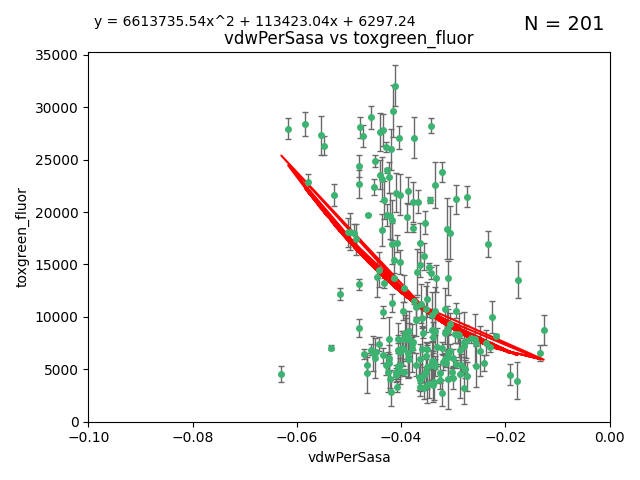 y = 6613735.54x^2 + 113423.04x + 6297.24
N = 201
vdwPerSasa vs toxgreen_fluor
35000
30000
25000
20000
15000
10000
5000
0
toxgreen_fluor
−0.10
−0.08
−0.06
−0.04
−0.02
0.00
vdwPerSasa